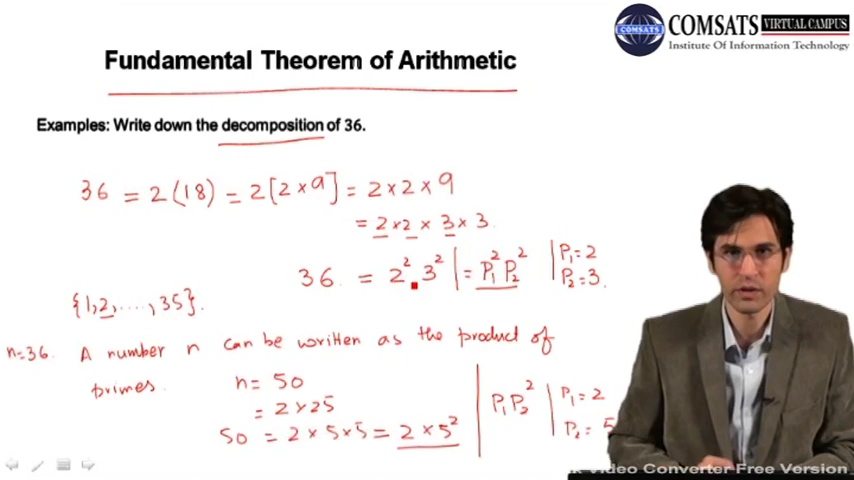 COMSATS VIRTUAL CAMPUS
COMSATS
Institute Of Information Technology
Fundamental Theorem of Arithmetic
Examples: Write down the decomposition of 36.
36 = 2(18) = 2[2×9] = 2×2×9
= 2×2×3×3
36 = 2².3² | = P₁²P₂² | P₁=2
P₂=3.
{1,2,....,35}.
n=36. A number n can be written as the product of
primes.
n = 50
= 2×25
50 = 2×5×5 = 2×5² | P₁P₂² | P₁=2
P₂ = 5
Video Converter Free Version